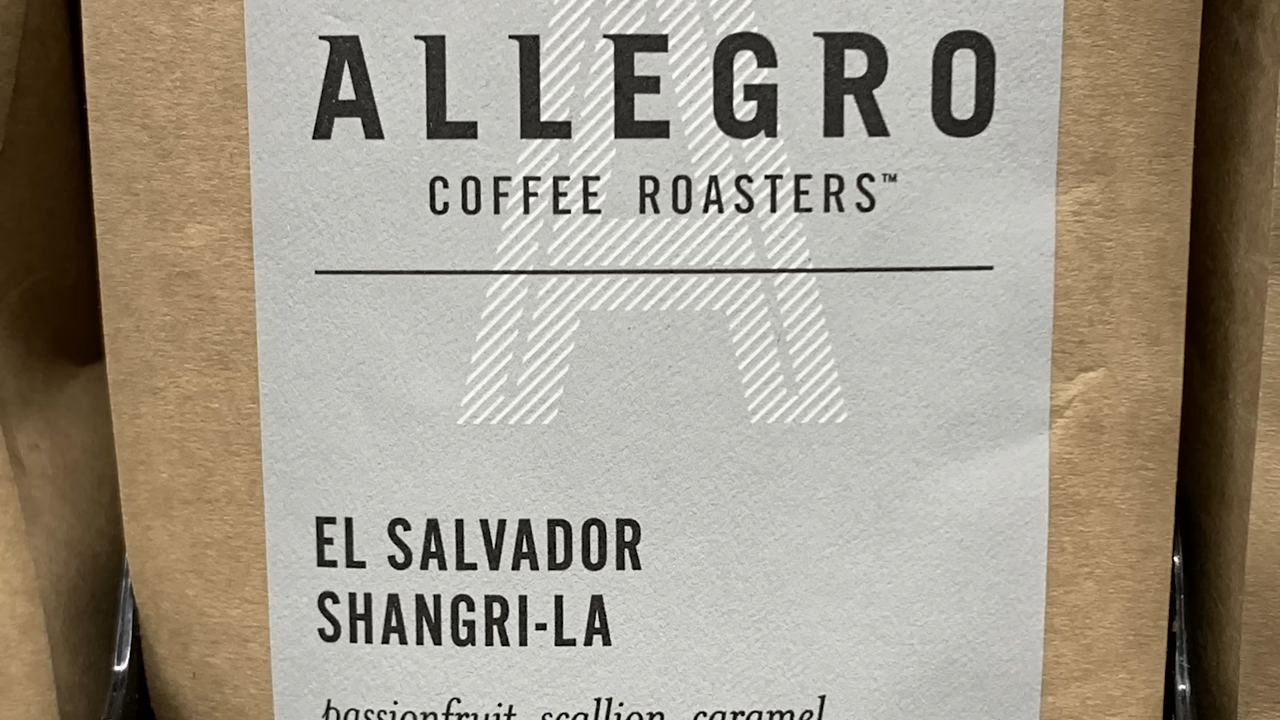 ALLEGRO
COFFEE ROASTERS™
EL SALVADOR
SHANGRI-LA
passionfruit, scallion, caramel